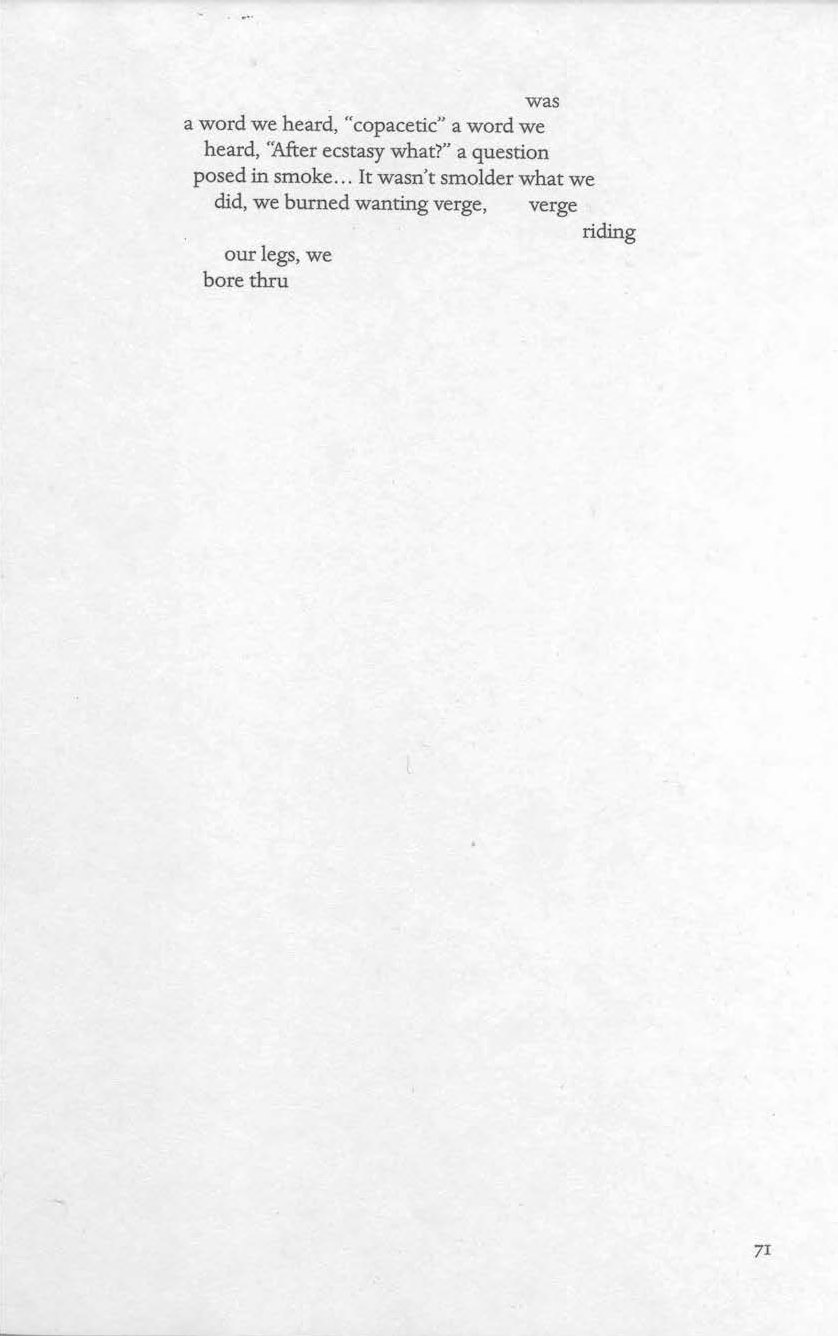 was
a word we heard, “copacetic” a word we
heard, “After ecstasy what?” a question
posed in smoke... It wasn't smolder what we
did, we burned wanting verge, verge
riding
our legs, we
bore thru
71